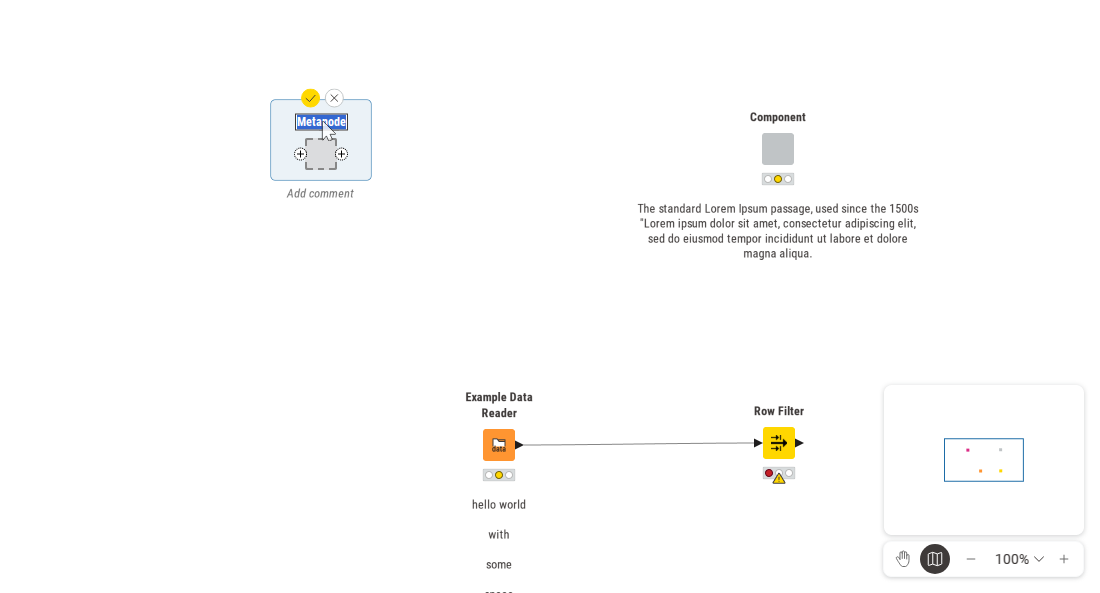 Metanode
Add comment
Component
The standard Lorem Ipsum passage, used since the 1500s
"Lorem ipsum dolor sit amet, consectetur adipiscing elit,
sed do eiusmod tempor incididunt ut labore et dolore
magna aliqua.
Example Data
Reader
data
hello world
with
some
Row Filter
100%